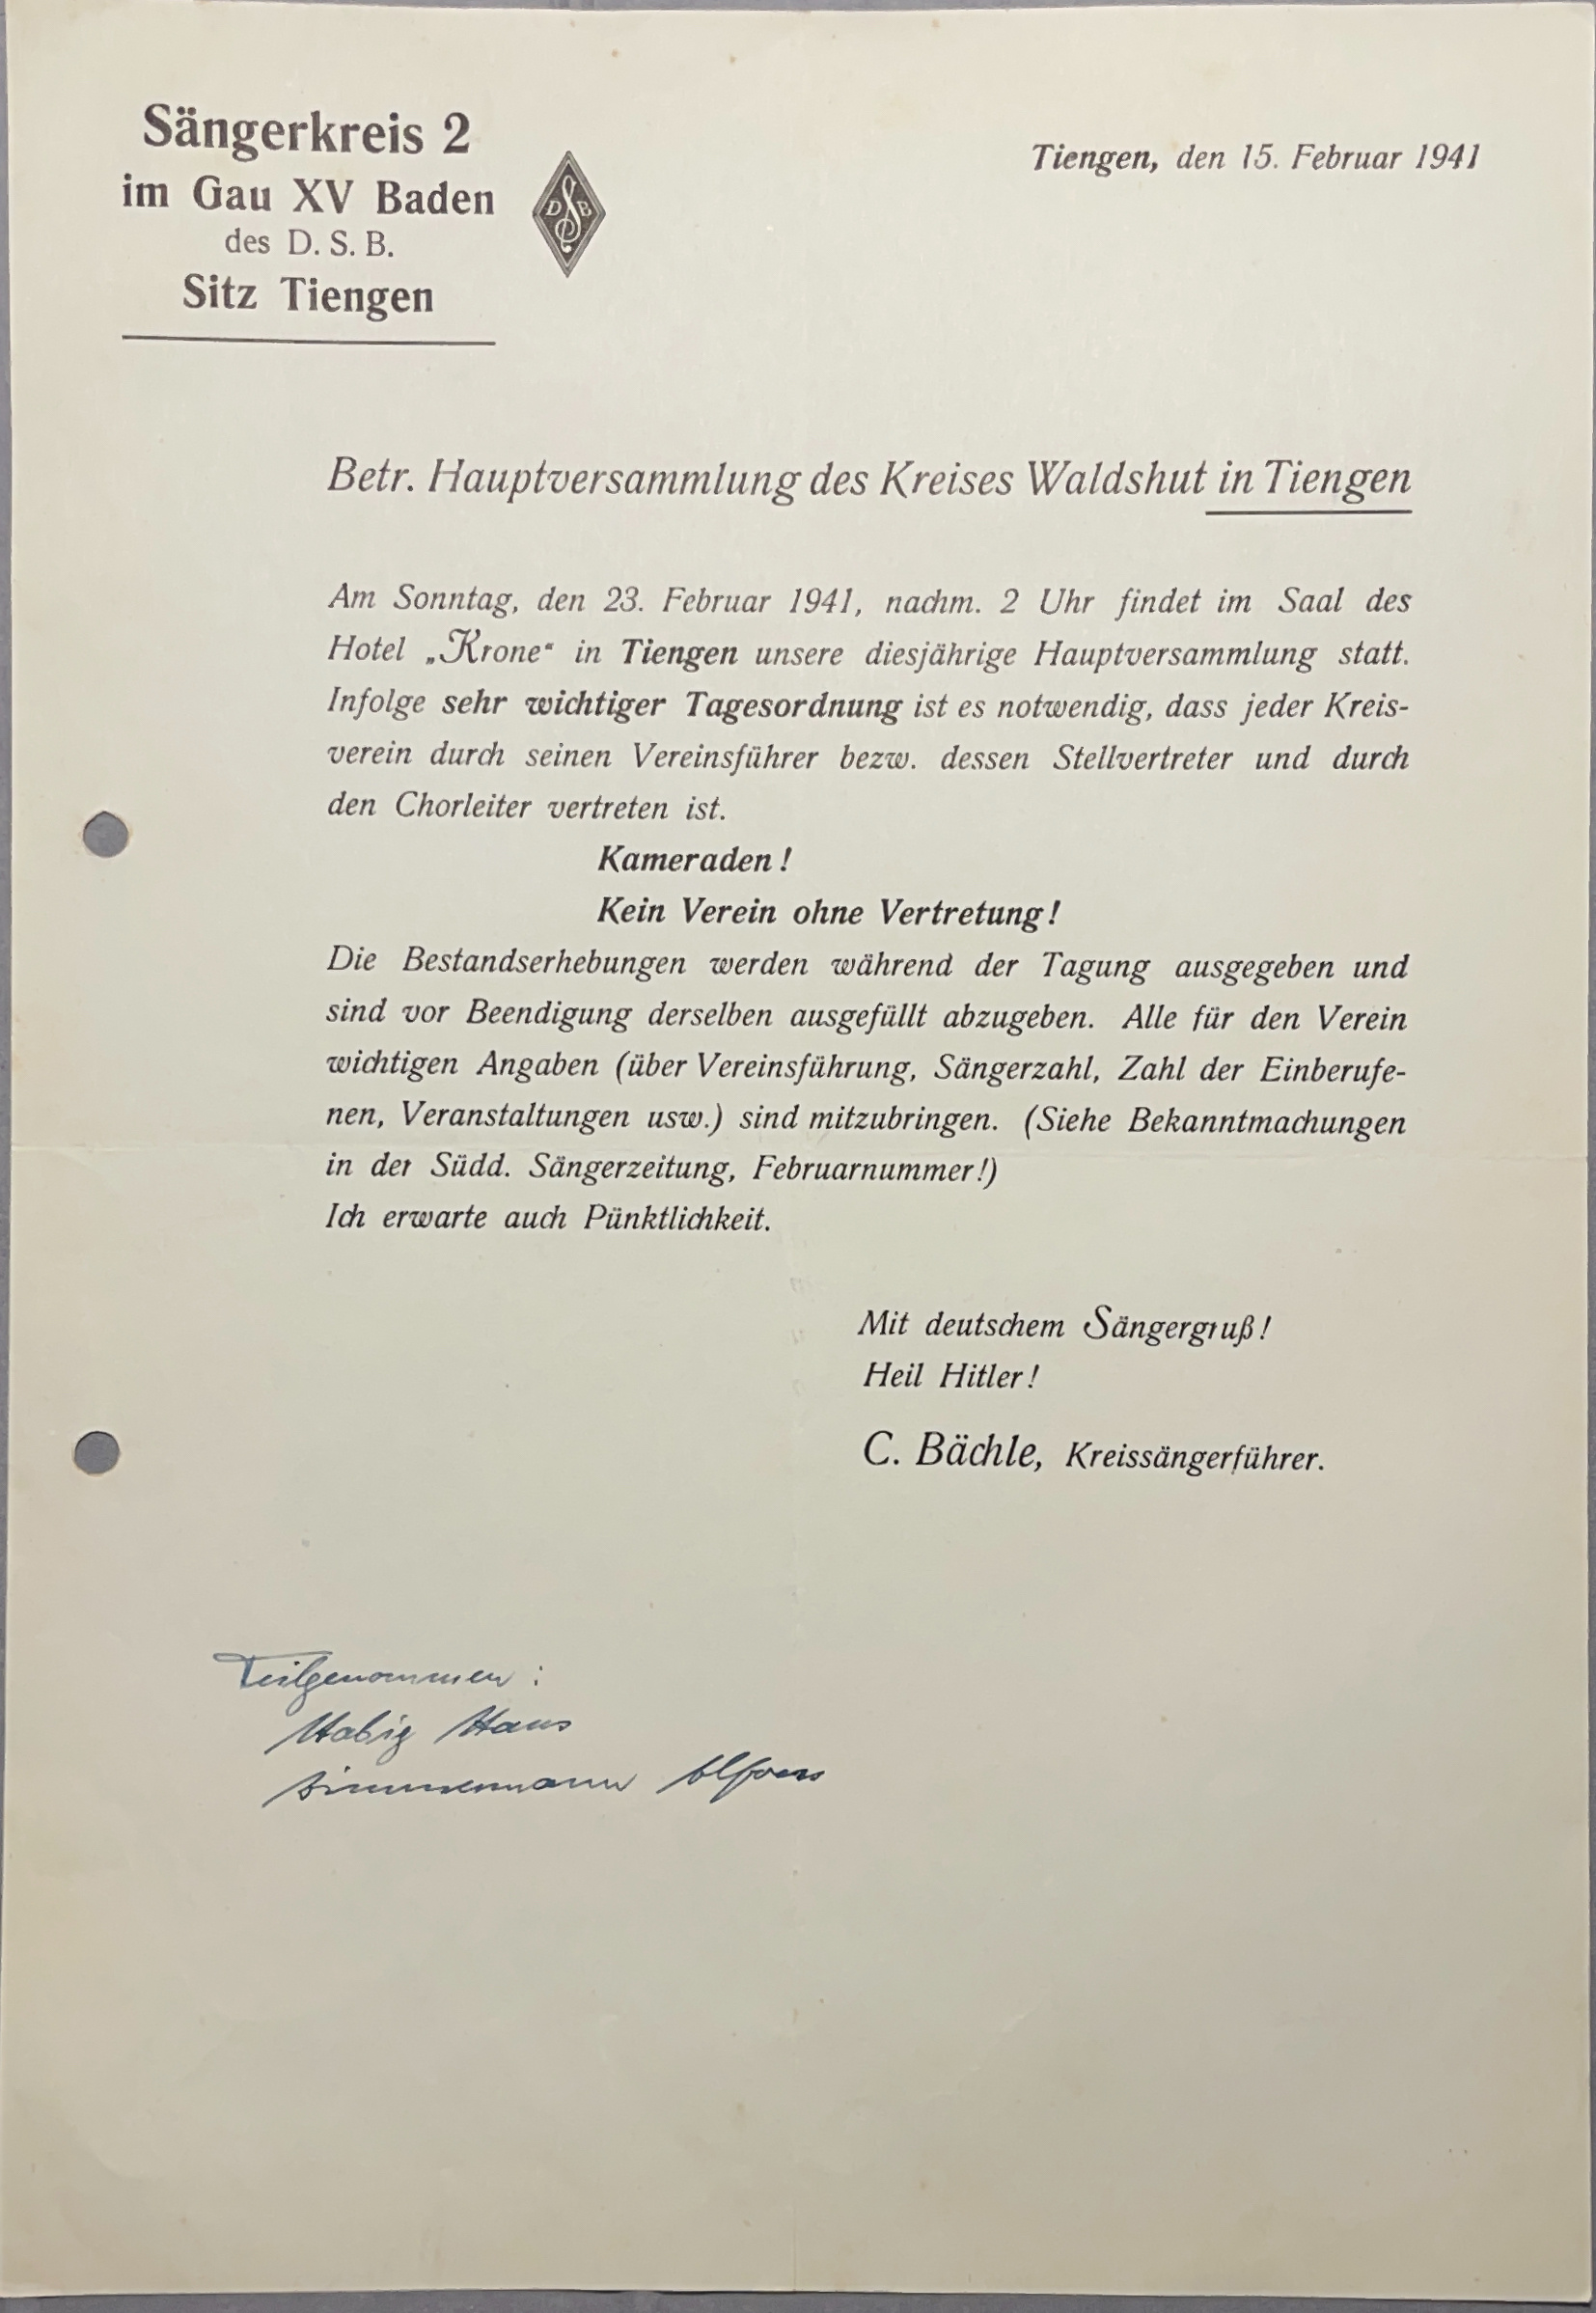 Sängerkreis 2
im Gau XV Baden
des D. S. B.
Sitz Tiengen
D S B
Tiengen, den 15. Februar 1941
Betr. Hauptversammlung des Kreises Waldshut in Tiengen
Am Sonntag, den 23. Februar 1941, nachm. 2 Uhr findet im Saal des
Hotel „Krone“ in Tiengen unsere diesjährige Hauptversammlung statt.
Infolge sehr wichtiger Tagesordnung ist es notwendig, dass jeder Kreis-
verein durch seinen Vereinsführer bezw. dessen Stellvertreter und durch
den Chorleiter vertreten ist.
Kameraden!
Kein Verein ohne Vertretung!
Die Bestandserhebungen werden während der Tagung ausgegeben und
sind vor Beendigung derselben ausgefüllt abzugeben. Alle für den Verein
wichtigen Angaben (über Vereinsführung, Sängerzahl, Zahl der Einberufe-
nen, Veranstaltungen usw.) sind mitzubringen. (Siehe Bekanntmachungen
in der Südd. Sängerzeitung, Februarnummer!)
Ich erwarte auch Pünktlichkeit.
Mit deutschem Sängergruß!
Heil Hitler!
C. Bächle, Kreissängerführer.
Teilgenommen:
Hans
Alfons